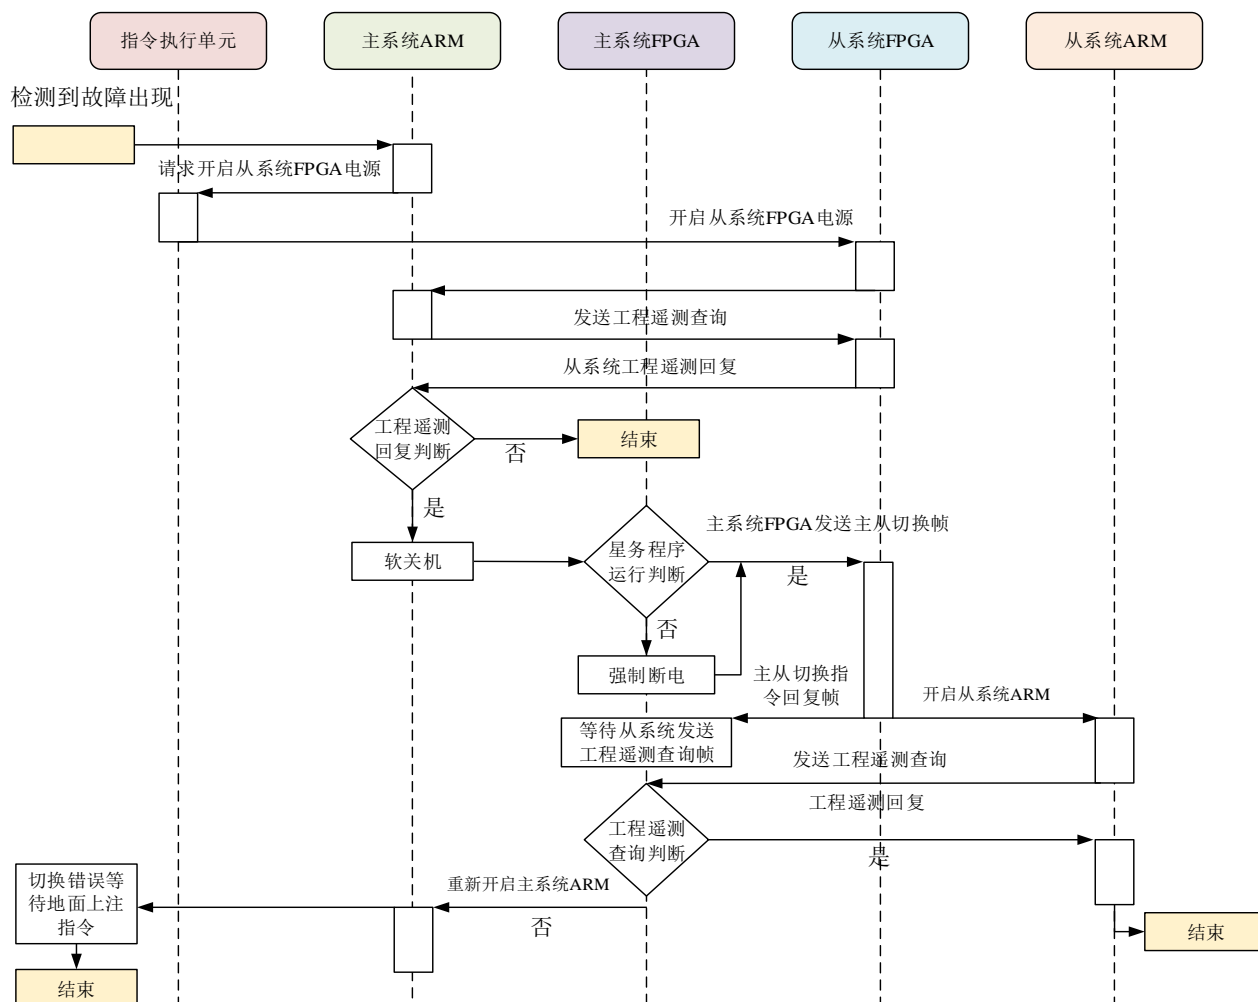 指令执行单元
主系统ARM
主系统FPGA
从系统FPGA
从系统ARM
检测到故障出现
请求开启从系统FPGA电源
开启从系统FPGA电源
发送工程遥测查询
从系统工程遥测回复
工程遥测
回复判断
否
结束
是
主系统FPGA发送主从切换帧
软关机
星务程序
运行判断
是
否
强制断电
主从切换指
令回复帧
开启从系统ARM
等待从系统发送
工程遥测查询帧
发送工程遥测查询
工程遥测回复
工程遥测
查询判断
是
切换错误等
待地面上注
指令
重新开启主系统ARM
否
结束
结束